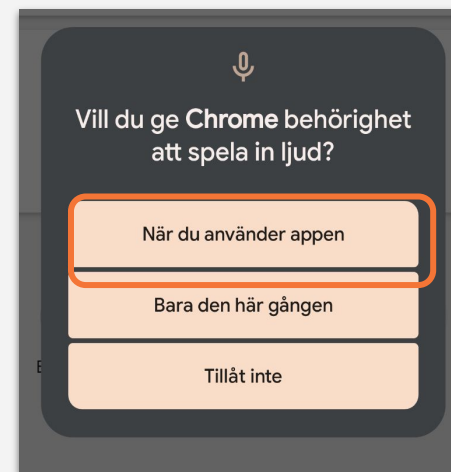 Vill du ge Chrome behörighet
att spela in ljud?
När du använder appen
Bara den här gången
Tillåt inte